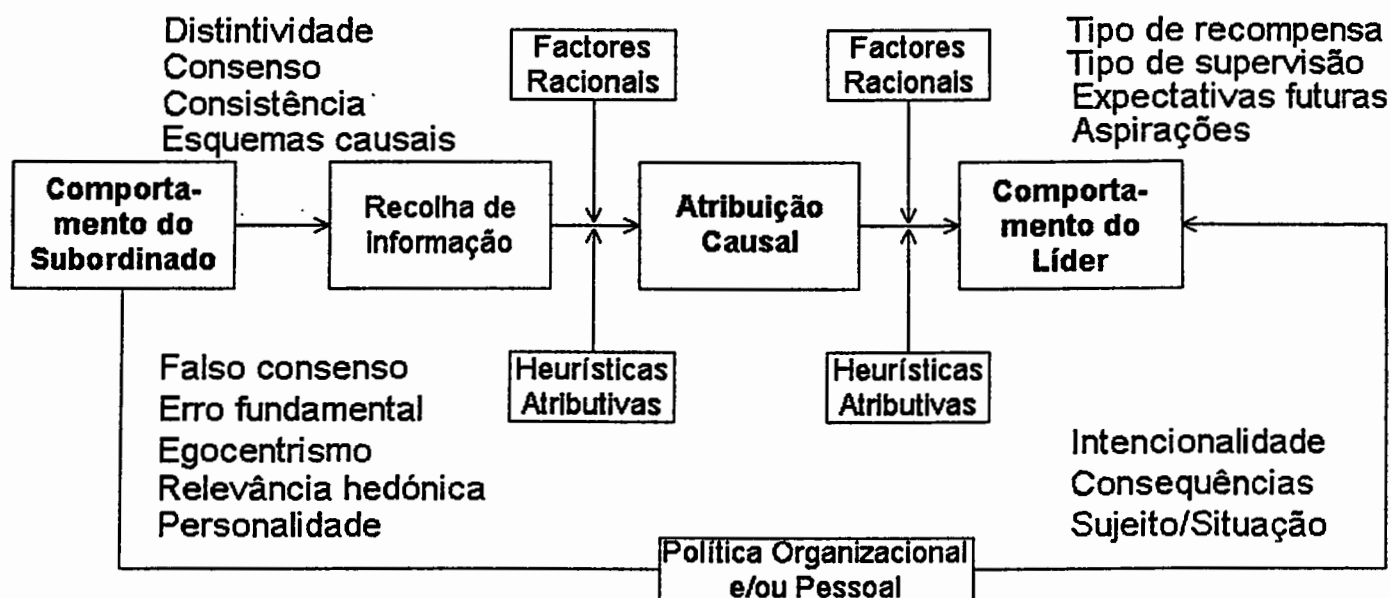 Distintividade
Consenso
Consistência
Esquemas causais
Factores
Racionais
Factores
Racionais
Tipo de recompensa
Tipo de supervisão
Expectativas futuras
Aspirações
Comporta-
mento do
Subordinado
Recolha de
informação
Atribuição
Causal
Comporta-
mento do
Líder
Falso consenso
Erro fundamental
Egocentrismo
Relevância hedónica
Personalidade
Heurísticas
Atributivas
Heurísticas
Atributivas
Intencionalidade
Consequências
Sujeito/Situação
Política Organizacional
e/ou Pessoal